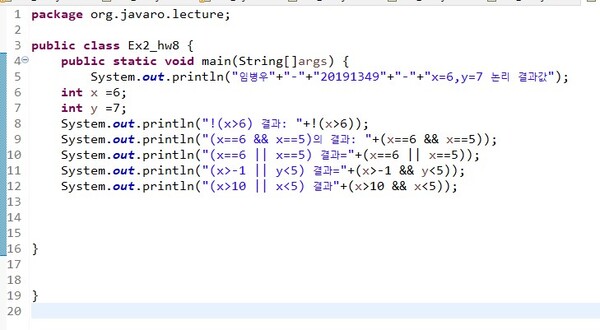 1 package org.javaro.lecture;
2
3 public class Ex2_hw8 {
4 public static void main(String[]args) {
5 System.out.println("임병우"+"-"+"20191349"+"-"+"x=6,y=7 논리 결과값");
6 int x =6;
7 int y =7;
8 System.out.println("!(x>6) 결과: "+!(x>6));
9 System.out.println("(x==6 && x==5)의 결과: "+(x==6 && x==5));
10 System.out.println("(x==6 || x==5) 결과="+(x==6 || x==5));
11 System.out.println("(x>-1 || y<5) 결과="+(x>-1 && y<5));
12 System.out.println("(x>10 || x<5) 결과"+(x>10 && x<5));
13
14
15
16 }
17
18
19 }
20